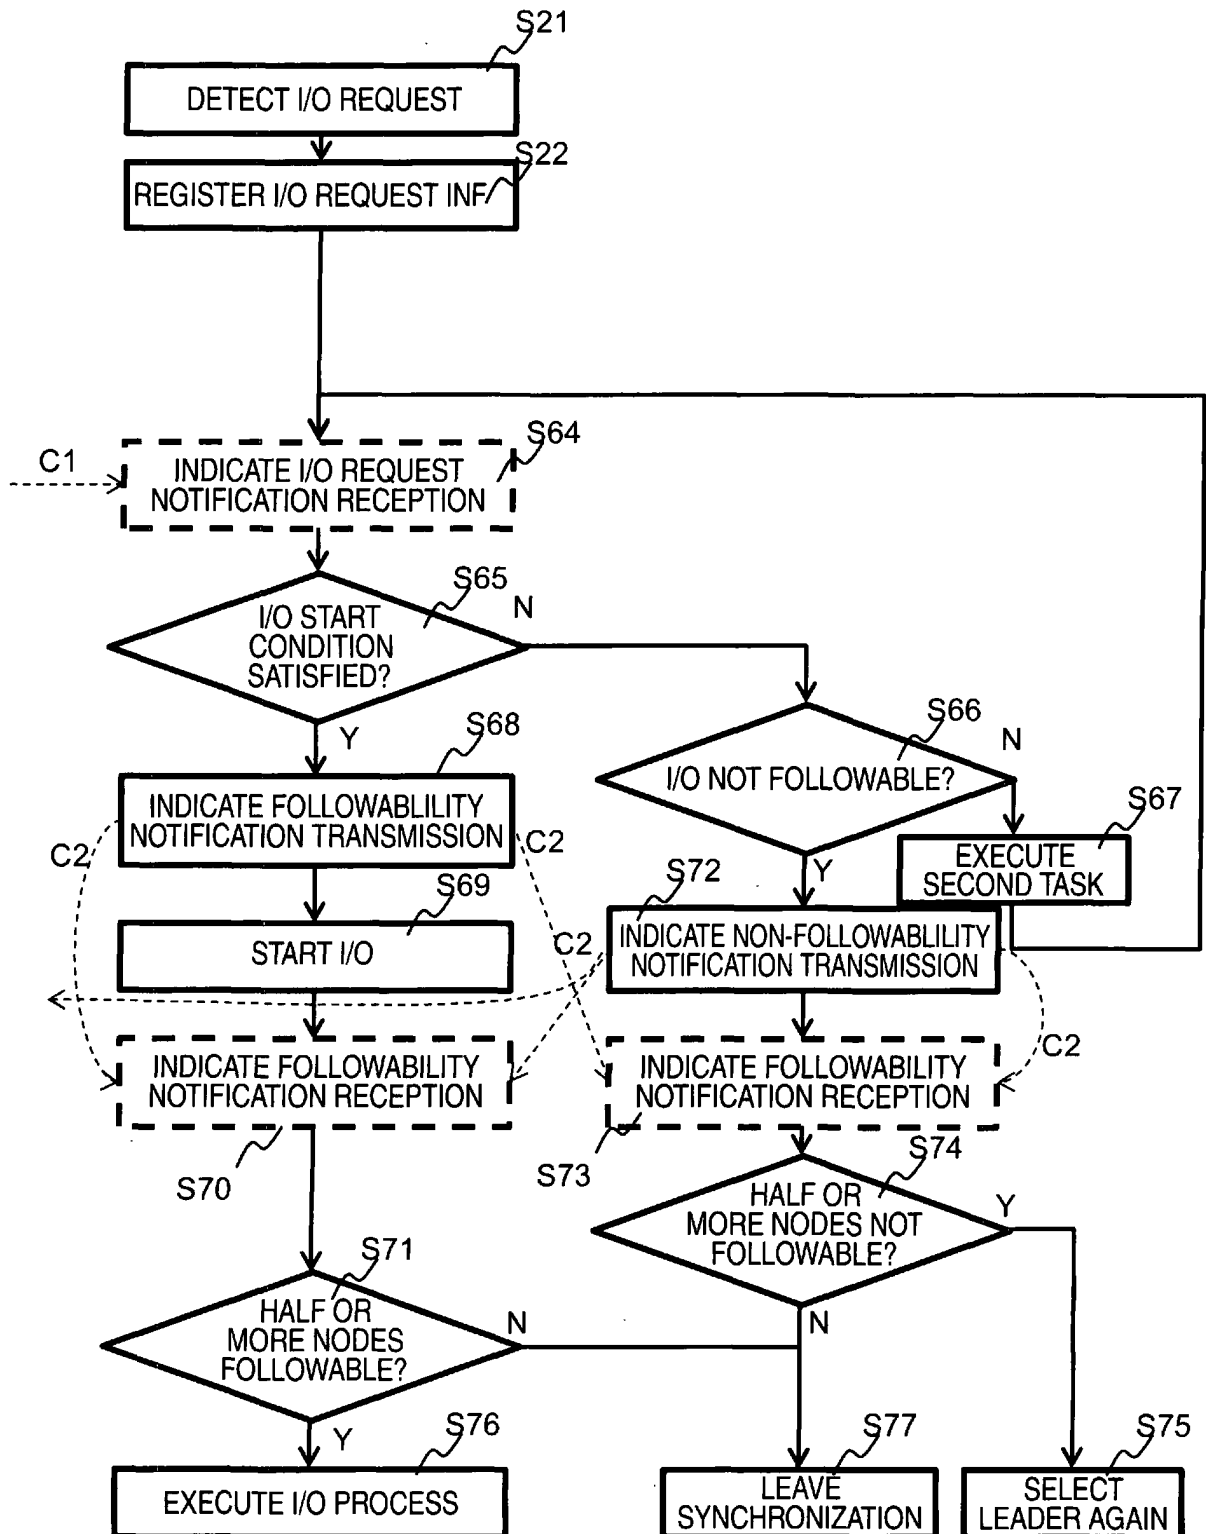 S21
DETECT I/O REQUEST
S22
REGISTER I/O REQUEST INF
S64
C1
INDICATE I/O REQUEST
NOTIFICATION RECEPTION
S65
N
I/O START
CONDITION
SATISFIED?
Y
S66
N
I/O NOT FOLLOWABLE?
Y
S67
EXECUTE
SECOND TASK
S68
INDICATE FOLLOWABLILITY
NOTIFICATION TRANSMISSION
C2
C2
S69
START I/O
S72
INDICATE NON-FOLLOWABLILITY
NOTIFICATION TRANSMISSION
C2
C2
INDICATE FOLLOWABILITY
NOTIFICATION RECEPTION
S70
INDICATE FOLLOWABILITY
NOTIFICATION RECEPTION
S73
S74
HALF OR
MORE NODES NOT
FOLLOWABLE?
Y
N
S71
HALF OR
MORE NODES
FOLLOWABLE?
N
Y
S76
EXECUTE I/O PROCESS
S77
LEAVE
SYNCHRONIZATION
S75
SELECT
LEADER AGAIN